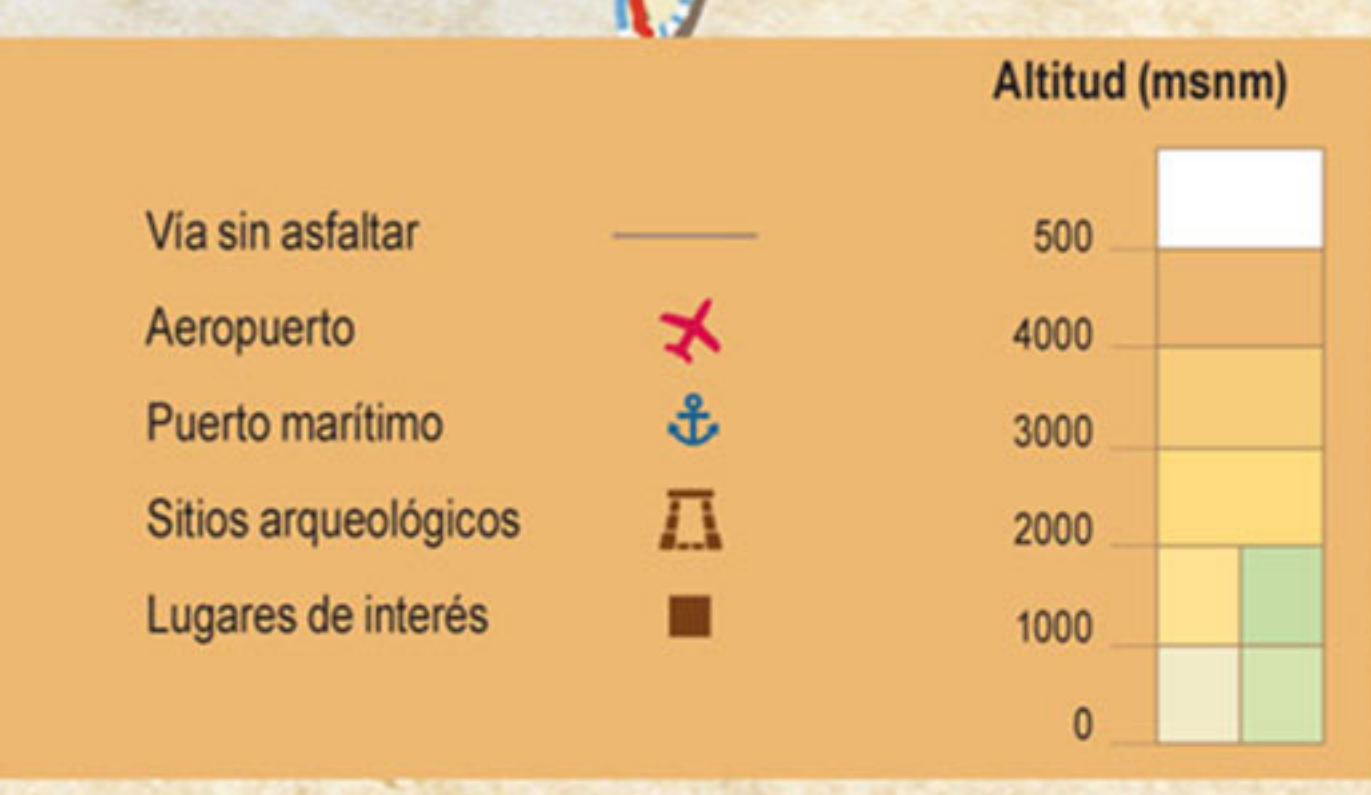 Altitud (msnm)
Vía sin asfaltar
Aeropuerto
Puerto marítimo
Sitios arqueológicos
Lugares de interés
500
4000
3000
2000
1000
0